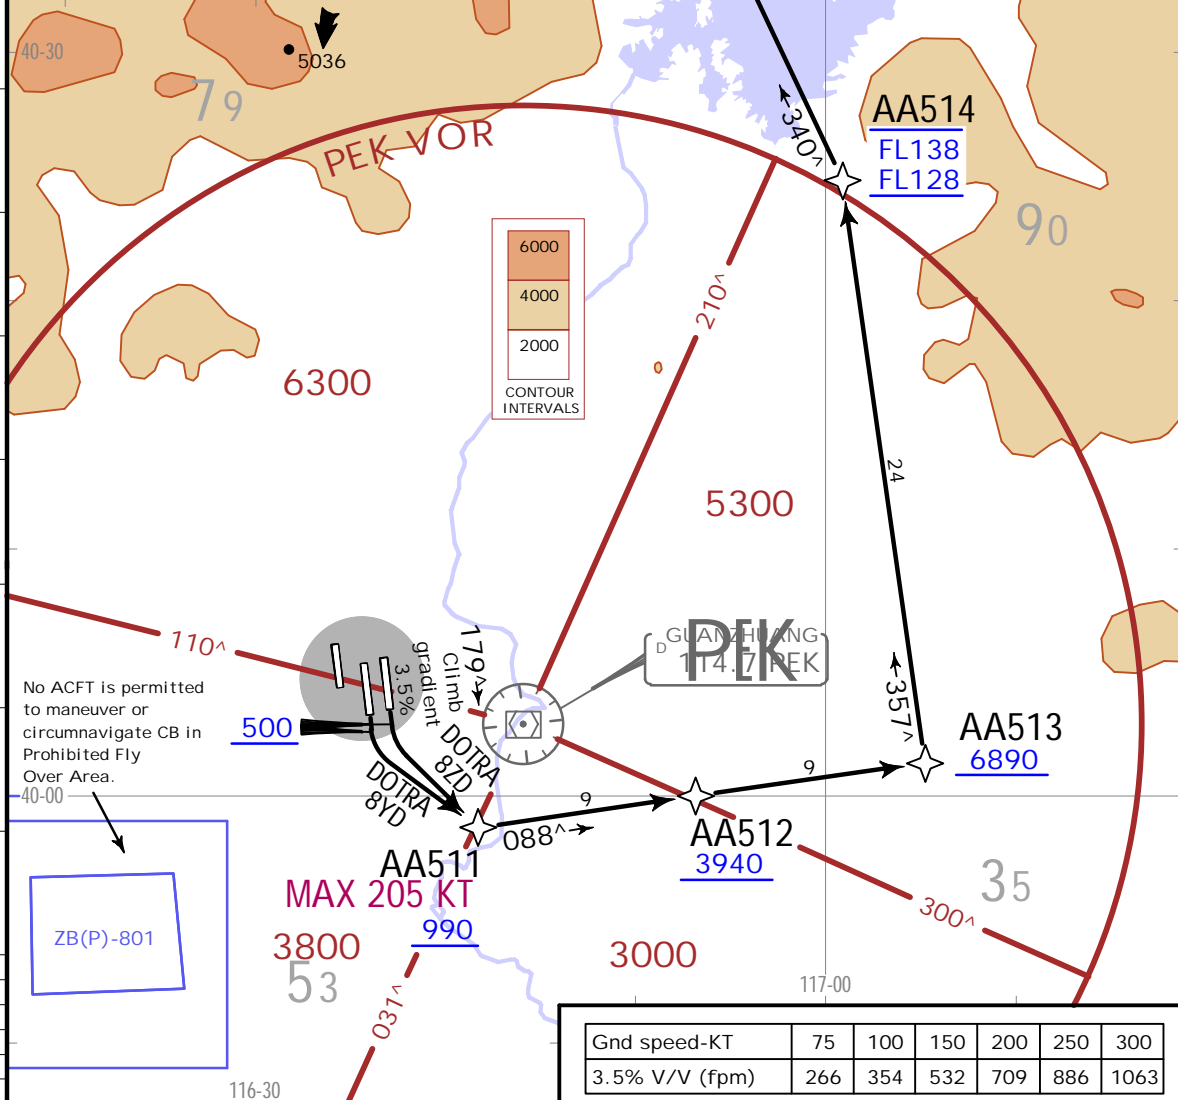 40-30
5036
79
PEK VOR
340^
AA514
FL138
FL128
90
6000
4000
2000
CONTOUR
INTERVALS
210^
6300
5300
24
110^
3.5%
Climb
gradient
179^
GUANZHUANG
D
114.7 PEK
PEK
No ACFT is permitted
to maneuver or
circumnavigate CB in
Prohibited Fly
Over Area.
500
357^
AA513
6890
DOTRA
8ZD
DOTRA
8YD
40-00
9
9
088^
AA511
MAX 205 KT
990
AA512
3940
35
300^
ZB(P)-801
3800
53
3000
031^
117-00
116-30
Gnd speed-KT 75 100 150 200 250 300
3.5% V/V (fpm) 266 354 532 709 886 1063